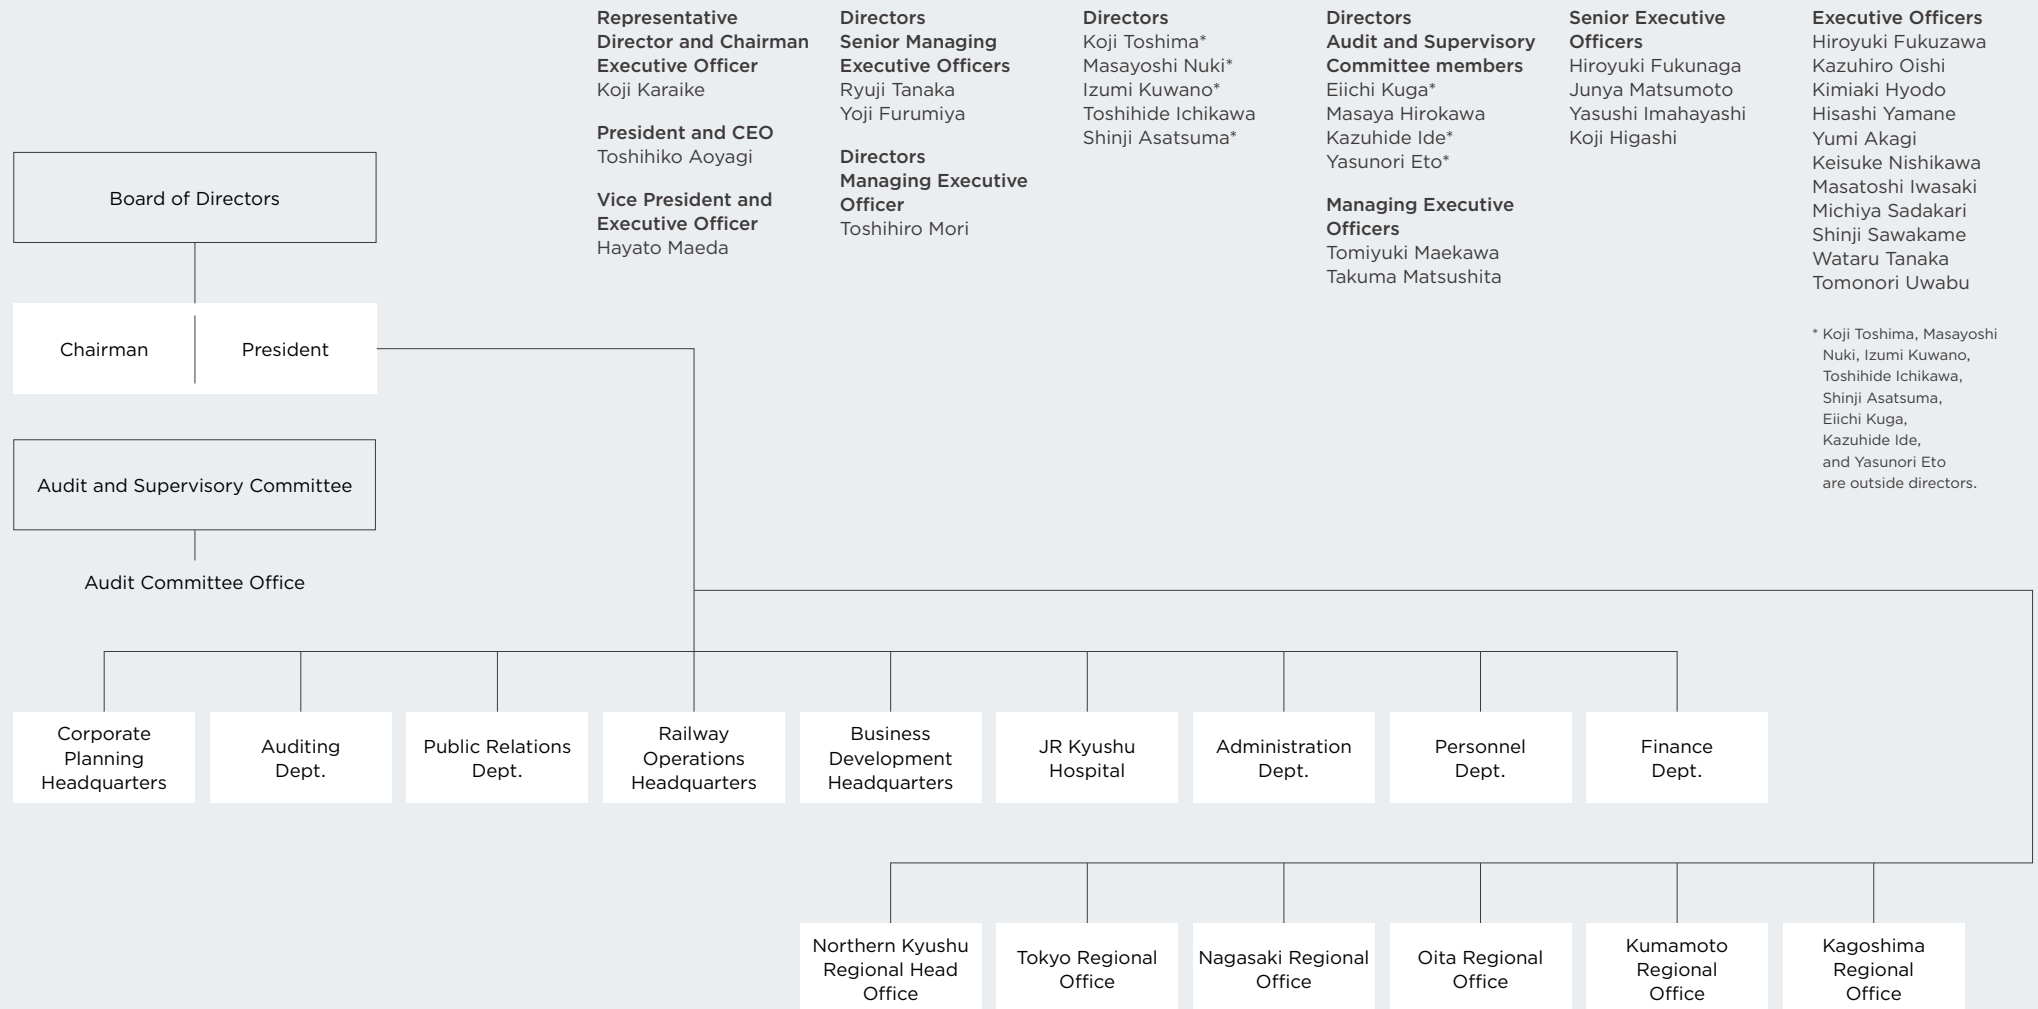 Representative
Director and Chairman
Executive Officer
Koji Karaike
President and CEO
Toshihiko Aoyagi
Vice President and
Executive Officer
Hayato Maeda
Directors
Senior Managing
Executive Officers
Ryuji Tanaka
Yoji Furumiya
Directors
Managing Executive
Officer
Toshihiro Mori
Directors
Koji Toshima*
Masayoshi Nuki*
Izumi Kuwano*
Toshihide Ichikawa
Shinji Asatsuma*
Directors
Audit and Supervisory
Committee members
Eiichi Kuga*
Masaya Hirokawa
Kazuhide Ide*
Yasunori Eto*
Managing Executive
Officers
Tomiyuki Maekawa
Takuma Matsushita
Senior Executive
Officers
Hiroyuki Fukunaga
Junya Matsumoto
Yasushi Imahayashi
Koji Higashi
Executive Officers
Hiroyuki Fukuzawa
Kazuhiro Oishi
Kimiaki Hyodo
Hisashi Yamane
Yumi Akagi
Keisuke Nishikawa
Masatoshi Iwasaki
Michiya Sadakari
Shinji Sawakame
Wataru Tanaka
Tomonori Uwabu
* Koji Toshima, Masayoshi
Nuki, Izumi Kuwano,
Toshihide Ichikawa,
Shinji Asatsuma,
Eiichi Kuga,
Kazuhide Ide,
and Yasunori Eto
are outside directors.
Board of Directors
Chairman
President
Audit and Supervisory Committee
Audit Committee Office
Corporate
Planning
Headquarters
Auditing
Dept.
Public Relations
Dept.
Railway
Operations
Headquarters
Business
Development
Headquarters
JR Kyushu
Hospital
Administration
Dept.
Personnel
Dept.
Finance
Dept.
Northern Kyushu
Regional Head
Office
Tokyo Regional
Office
Nagasaki Regional
Office
Oita Regional
Office
Kumamoto
Regional
Office
Kagoshima
Regional
Office